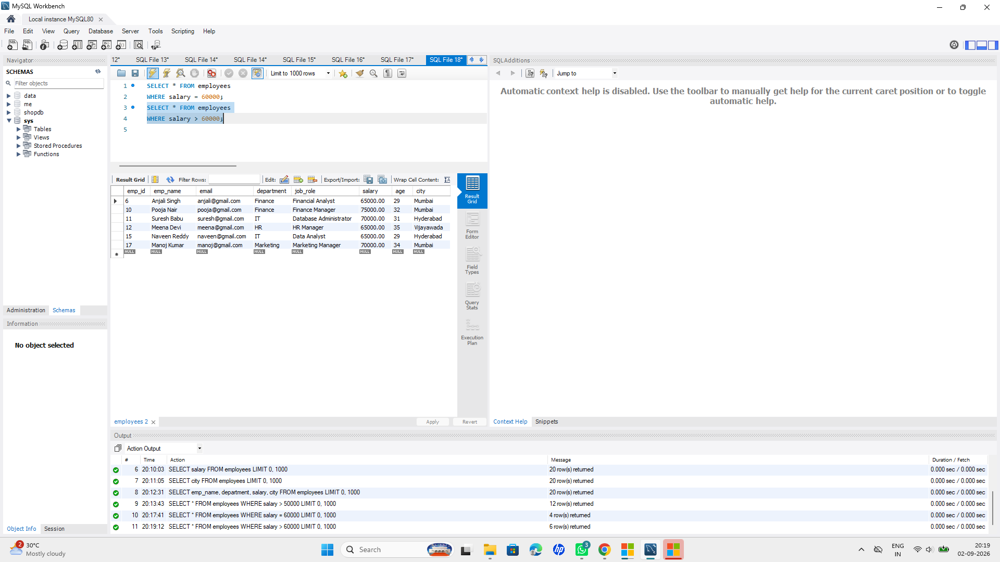 MySQL Workbench
Local instance MySQL80
File Edit View Query Database Server Tools Scripting Help
Navigator
SCHEMAS
Filter objects
data
me
shopdb
sys
Tables
Views
Stored Procedures
Functions
Administration Schemas
Information
No object selected
Object Info Session
12* SQL File 13* SQL File 14* SQL File 14* SQL File 15* SQL File 16* SQL File 17* SQL File 18*
Limit to 1000 rows
1 SELECT * FROM employees
2 WHERE salary = 60000;
3 SELECT * FROM employees
4 WHERE salary > 60000;
5
Result Grid Filter Rows: Edit: Export/Import: Wrap Cell Content:
emp_id emp_name email department job_role salary age city
6 Anjali Singh anjali@gmail.com Finance Financial Analyst 65000.00 29 Mumbai
10 Pooja Nair pooja@gmail.com Finance Finance Manager 75000.00 32 Mumbai
11 Suresh Babu suresh@gmail.com IT Database Administrator 70000.00 31 Hyderabad
12 Meena Devi meena@gmail.com HR HR Manager 65000.00 35 Vijayawada
15 Naveen Reddy naveen@gmail.com IT Data Analyst 65000.00 29 Hyderabad
17 Manoj Kumar manoj@gmail.com Marketing Marketing Manager 70000.00 34 Mumbai
NULL NULL NULL NULL NULL NULL NULL NULL
Result
Grid
Form
Editor
Field
Types
Query
Stats
Execution
Plan
employees 2 Apply Revert
SQLAdditions
Jump to
Automatic context help is disabled. Use the toolbar to manually get help for the current caret position or to toggle
automatic help.
Context Help Snippets
Output
Action Output
# Time Action Message Duration / Fetch
6 20:10:03 SELECT salary FROM employees LIMIT 0, 1000 20 row(s) returned 0.000 sec / 0.000 sec
7 20:11:05 SELECT city FROM employees LIMIT 0, 1000 20 row(s) returned 0.000 sec / 0.000 sec
8 20:12:31 SELECT emp_name, department, salary, city FROM employees LIMIT 0, 1000 20 row(s) returned 0.000 sec / 0.000 sec
9 20:13:43 SELECT * FROM employees WHERE salary > 50000 LIMIT 0, 1000 12 row(s) returned 0.000 sec / 0.000 sec
10 20:17:41 SELECT * FROM employees WHERE salary = 60000 LIMIT 0, 1000 4 row(s) returned 0.000 sec / 0.000 sec
11 20:19:12 SELECT * FROM employees WHERE salary > 60000 LIMIT 0, 1000 6 row(s) returned 0.000 sec / 0.000 sec
2
30°C
Mostly cloudy
Search
hp
3
ENG
IN
20:19
02-09-2026